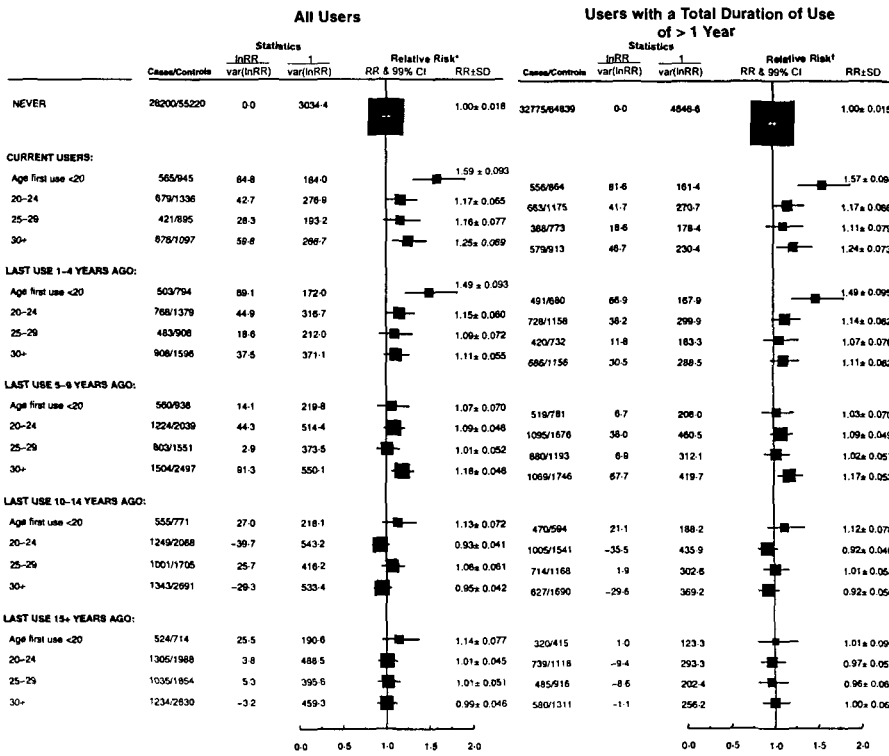 All Users Users with a Total Duration of Use
of > 1 Year
Statistics Statistics
lnRR 1 Relative Risk* lnRR 1 Relative Risk†
Cases/Controls var(lnRR) var(lnRR) RR & 99% CI RR±SD Cases/Controls var(lnRR) var(lnRR) RR & 99% CI RR±SD
NEVER 28200/55220 0·0 3034·4 1.00± 0.018 32775/64839 0·0 4646·6 1.00± 0.015
CURRENT USERS:
Age first use <20 565/945 84·8 184·0 1.59 ± 0.093 556/864 81·6 161·4 1.57± 0.09
20–24 679/1336 42·7 276·9 1.17± 0.065 663/1175 41·7 270·7 1.17± 0.066
25–29 421/895 28·3 193·2 1.16± 0.077 388/773 18·6 178·4 1.11± 0.079
30+ 676/1097 59·8 266·7 1.25± 0.069 579/913 46·7 230·4 1.24± 0.073
LAST USE 1–4 YEARS AGO:
Age first use <20 503/794 69·1 172·0 1.49 ± 0.093 491/680 66·9 167·9 1.49± 0.095
20–24 768/1379 44·9 316·7 1.15± 0.060 728/1158 38·2 299·9 1.14± 0.062
25–29 483/908 18·6 212·0 1.09± 0.072 420/732 11·8 183·3 1.07± 0.076
30+ 908/1596 37·5 371·1 1.11± 0.055 686/1156 30·5 288·5 1.11± 0.062
LAST USE 5–9 YEARS AGO:
Age first use <20 560/938 14·1 219·8 1.07± 0.070 519/781 6·7 206·0 1.03± 0.070
20–24 1224/2039 44·3 514·4 1.09± 0.046 1095/1676 38·0 460·5 1.09± 0.049
25–29 803/1551 2·9 373·5 1.01± 0.052 680/1193 6·9 312·1 1.02± 0.057
30+ 1504/2497 91·3 550·1 1.18± 0.046 1069/1746 67·7 419·7 1.17± 0.053
LAST USE 10–14 YEARS AGO:
Age first use <20 555/771 27·0 218·1 1.13± 0.072 470/594 21·1 188·2 1.12± 0.078
20–24 1249/2068 -39·7 543·2 0.93± 0.041 1005/1541 -35·5 435·9 0.92± 0.046
25–29 1001/1705 25·7 416·2 1.06± 0.051 714/1168 1·9 302·6 1.01± 0.05
30+ 1343/2691 -29·3 533·4 0.95± 0.042 627/1690 -29·6 369·2 0.92± 0.05
LAST USE 15+ YEARS AGO:
Age first use <20 524/714 25·5 190·6 1.14± 0.077 320/415 1·0 123·3 1.01± 0.09
20–24 1305/1988 3·8 488·5 1.01± 0.045 739/1118 -9·4 293·3 0.97± 0.05
25–29 1035/1854 5·3 395·6 1.01± 0.051 485/916 -8·6 202·4 0.96± 0.06
30+ 1234/2630 -3·2 459·3 0.99± 0.046 580/1311 -1·1 256·2 1.00± 0.06
0·0 0·5 1·0 1·5 2·0 0·0 0·5 1·0 1·5 2·0